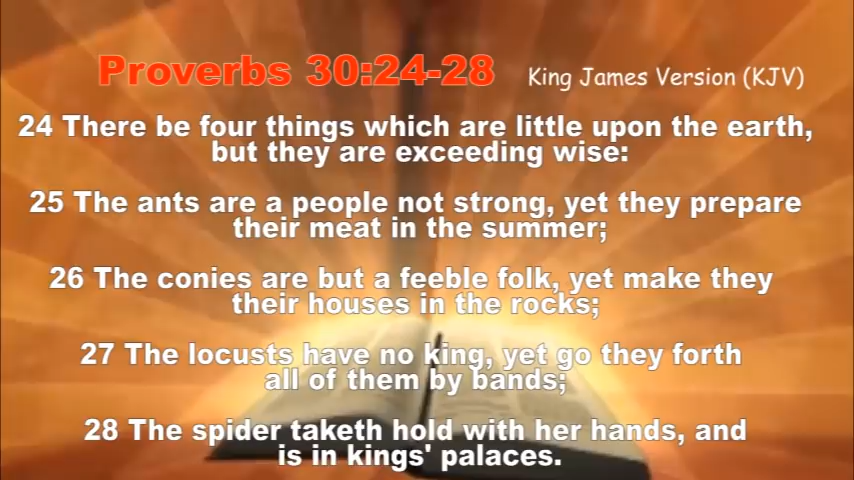 Proverbs 30:24-28 King James Version (KJV)
24 There be four things which are little upon the earth,
but they are exceeding wise:
25 The ants are a people not strong, yet they prepare
their meat in the summer;
26 The conies are but a feeble folk, yet make they
their houses in the rocks;
27 The locusts have no king, yet go they forth
all of them by bands;
28 The spider taketh hold with her hands, and
is in kings' palaces.